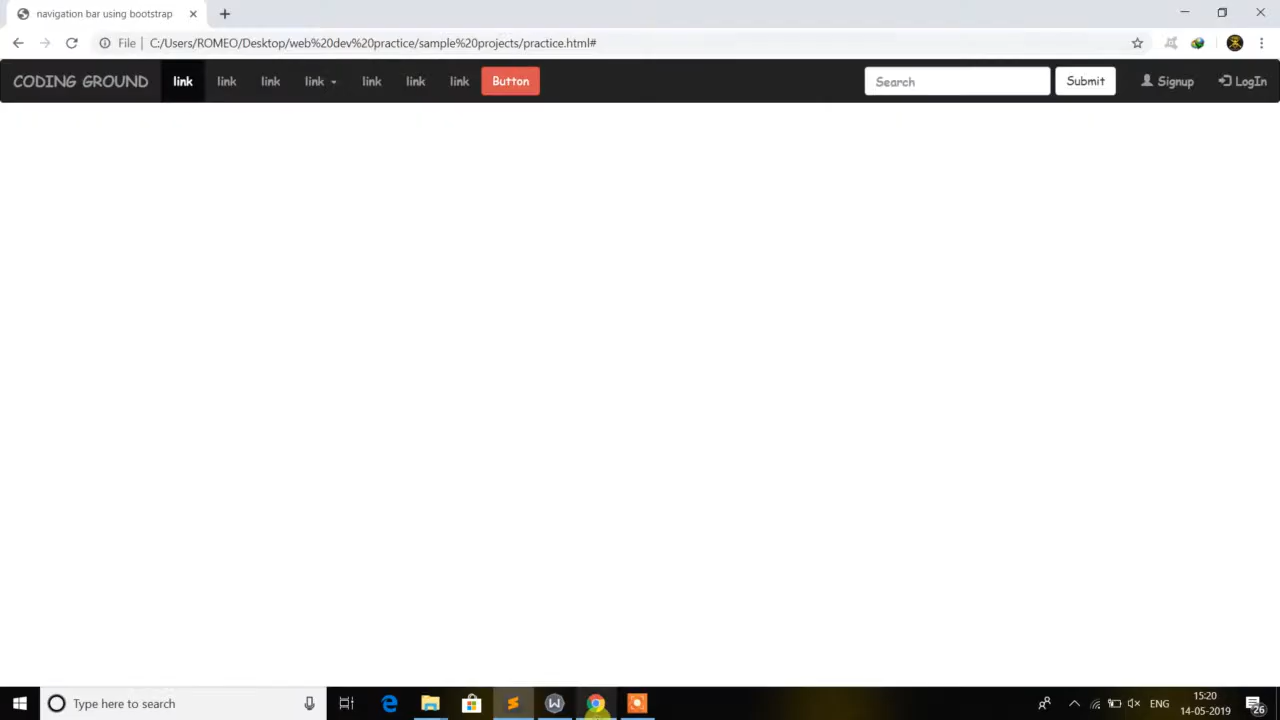 navigation bar using bootstrap
File C:/Users/ROMEO/Desktop/web%20dev%20practice/sample%20projects/practice.html#
CODING GROUND link link link link link link link Button Search Submit Signup LogIn
Type here to search ENG 15:20 14-05-2019 26